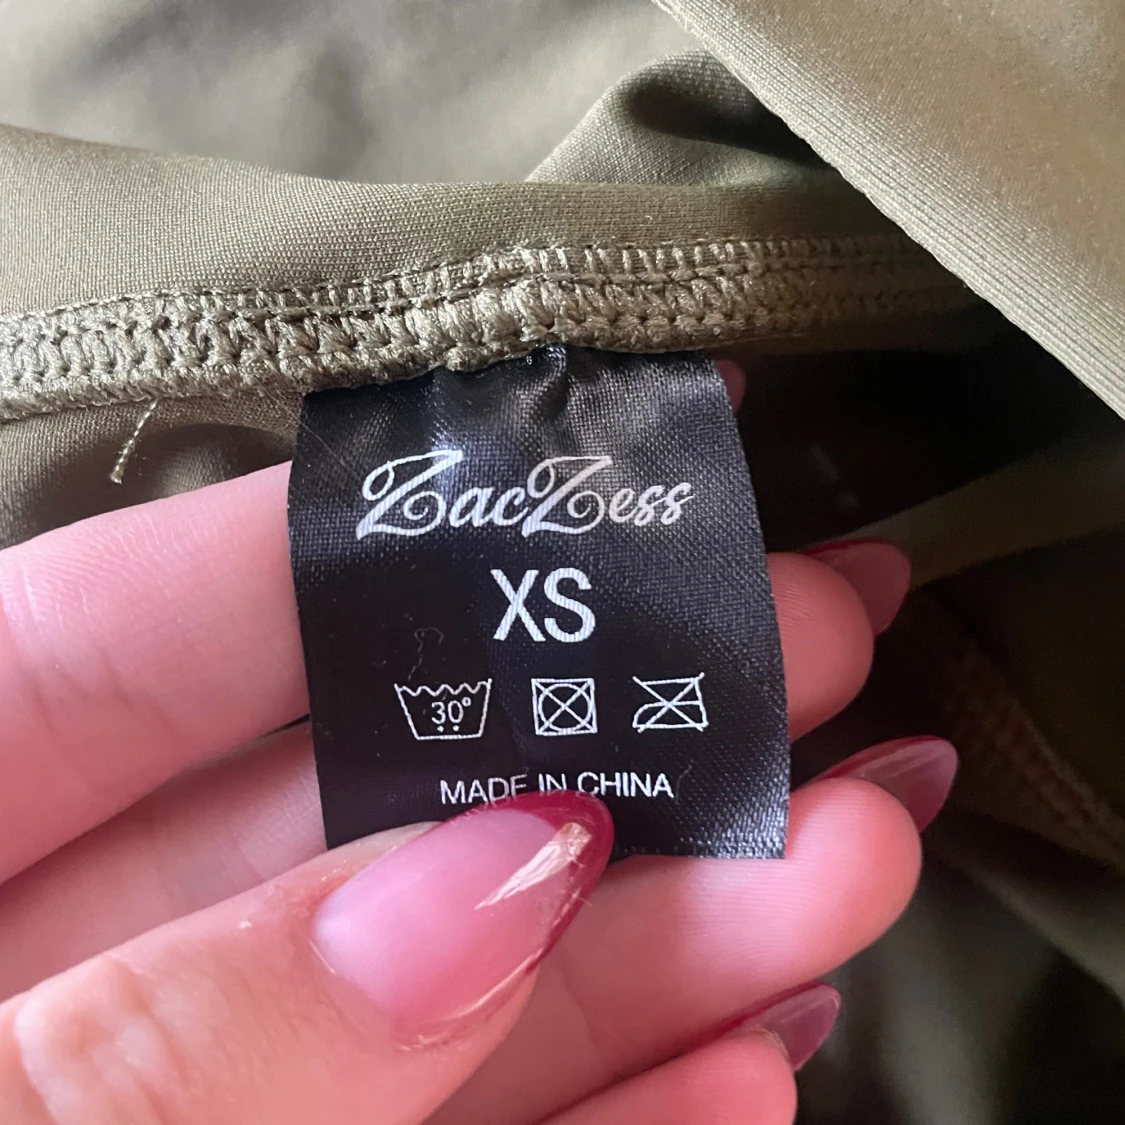 ZacZess
XS
30°
MADE IN CHINA